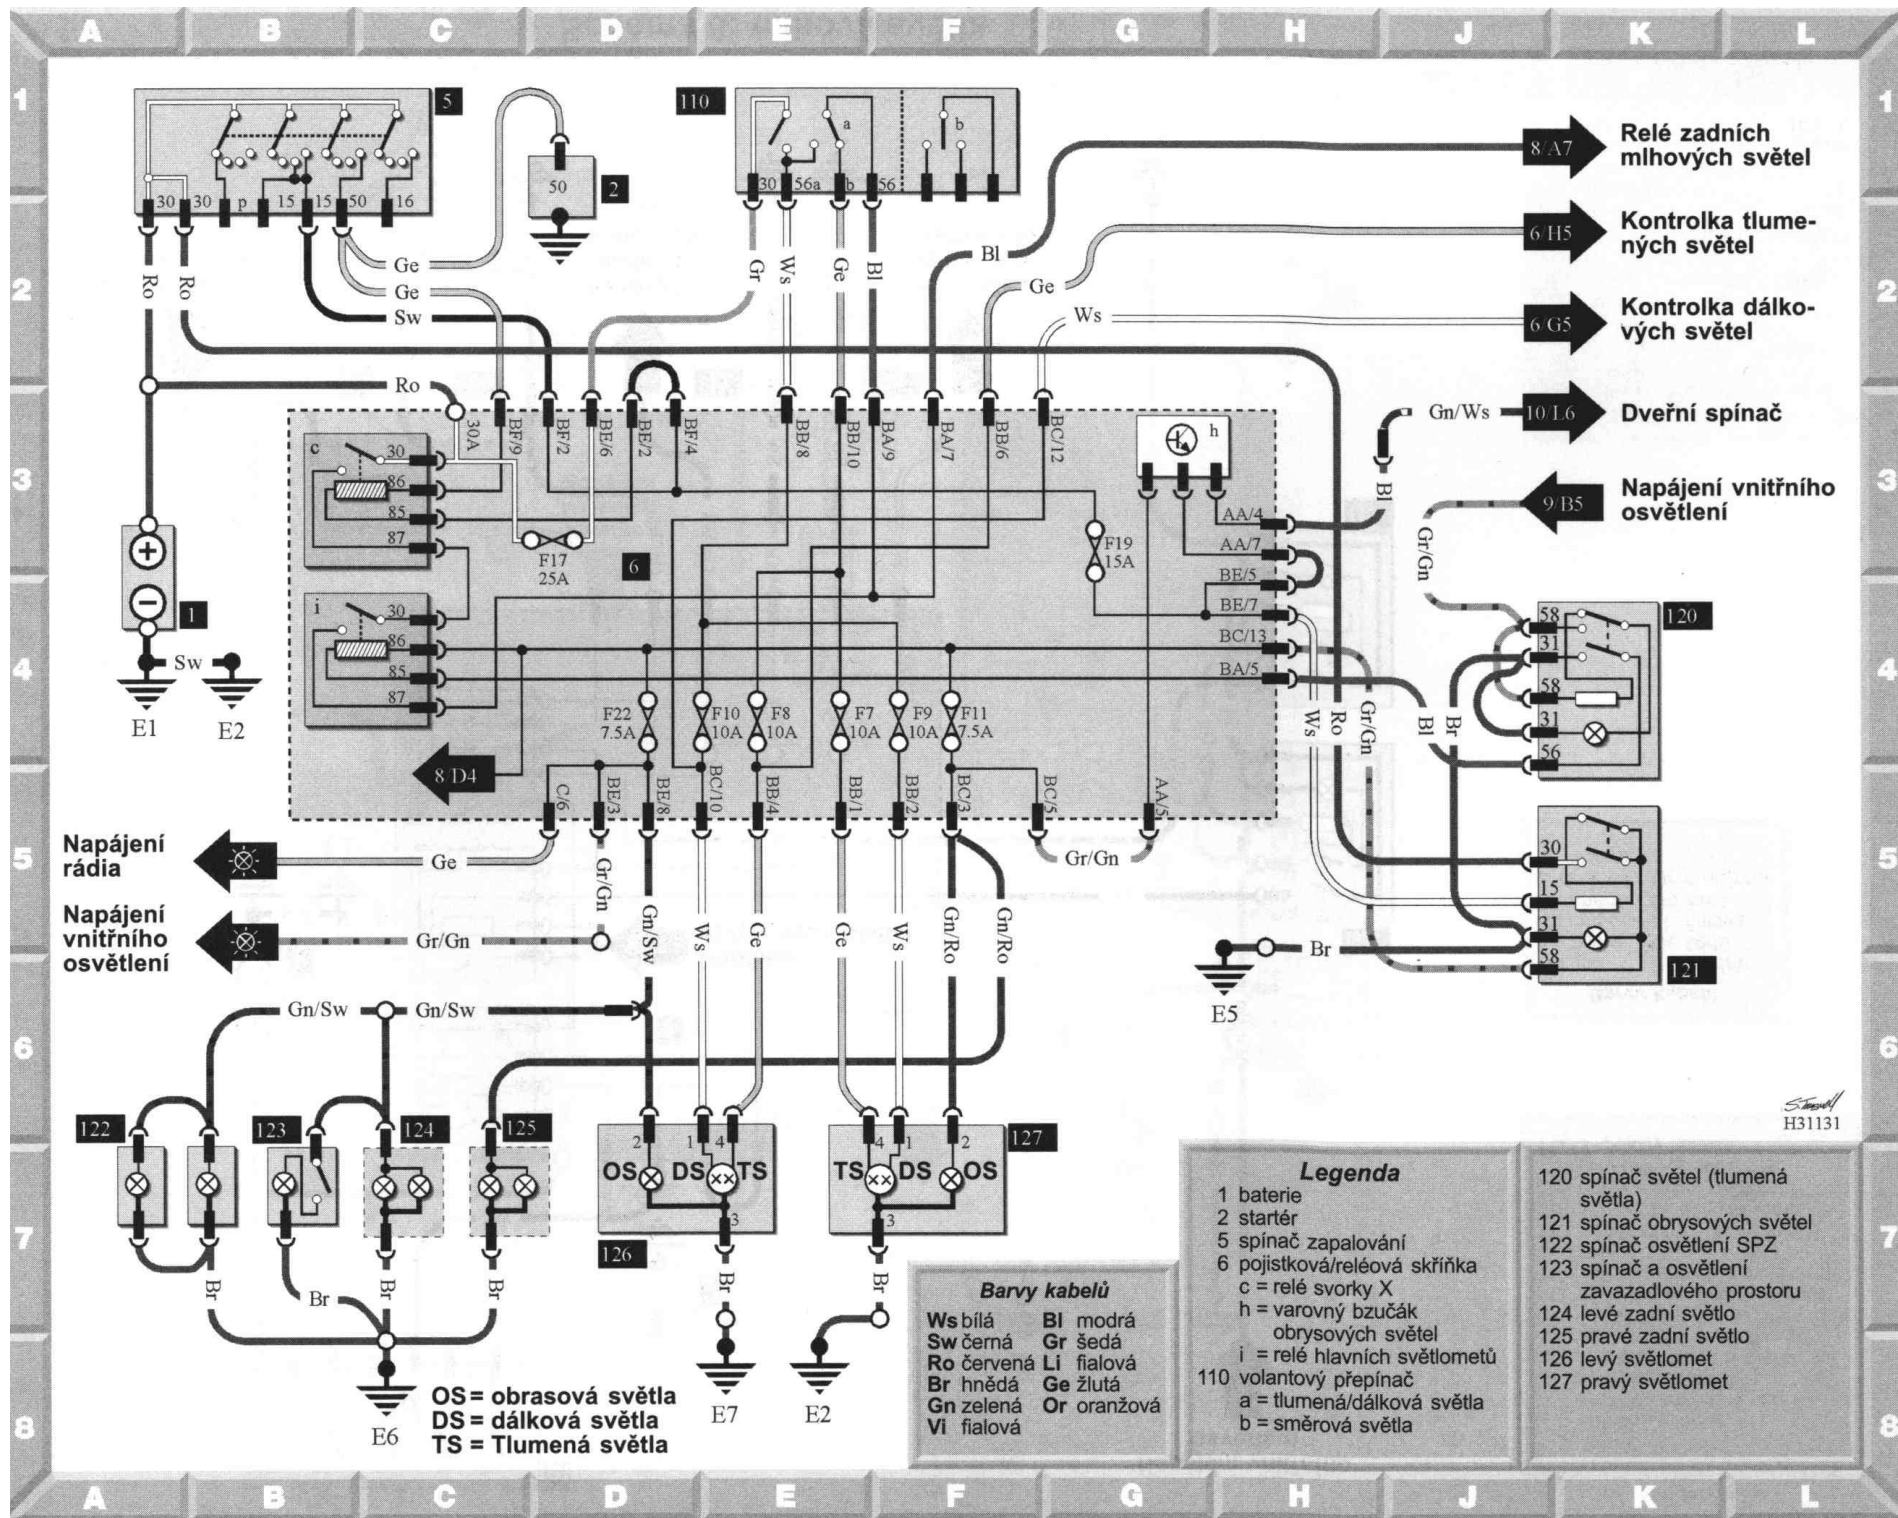 A B C D E F G H J K L
1 1
2 2
3 3
4 4
5 5
6 6
7 7
8 8
5
30 30 p 15 15 50 16
50
2
110
a b
30 56a b 56
8/A7
Relé zadních
mlhových světel
6/H5
Kontrolka tlume-
ných světel
6/G5
Kontrolka dálko-
vých světel
10/L6
Dveřní spínač
9/B5
Napájení vnitřního
osvětlení
Ro Ro Ge Ge Sw Gr Ws Ge Bl Bl Ge Ws
Ro
Gn/Ws
Bl
Gr/Gn
30A BF/9 BF/2 BE/6 BE/2 BF/4 BB/8 BB/10 BA/9 BA/7 BB/6 BC/12
c
30
86
85
87
F17
25A
6
h
F19
15A
AA/4
AA/7
BE/5
BE/7
BC/13
BA/5
i
30
86
85
87
1
Sw
E1 E2
F22
7.5A
F10
10A
F8
10A
F7
10A
F9
10A
F11
7.5A
8/D4
C/6 BE/3 BE/8 BC/10 BB/4 BB/1 BB/2 BC/3 BC/5 AA/5
Ws Ro Gr/Gn Bl Br
120
58
31
58
31
56
30
15
31
58
121
Br
E5
Napájení
rádia
Ge
Napájení
vnitřního
osvětlení
Gr/Gn
Gr/Gn Gn/Sw Ws Ge Ge Ws Gn/Ro Gn/Ro
Gr/Gn
Gn/Sw Gn/Sw
122 123 124 125
Br Br Br Br
E6
2 1 4
OS DS TS
3
126
Br
E7
4 1 2
TS DS OS
3
127
Br
E2
OS = obrasová světla
DS = dálková světla
TS = Tlumená světla
H31131
Barvy kabelů
Ws bílá Bl modrá
Sw černá Gr šedá
Ro červená Li fialová
Br hnědá Ge žlutá
Gn zelená Or oranžová
Vi fialová
Legenda
1 baterie
2 startér
5 spínač zapalování
6 pojistková/reléová skříňka
c = relé svorky X
h = varovný bzučák
obrysových světel
i = relé hlavních světlometů
110 volantový přepínač
a = tlumená/dálková světla
b = směrová světla
120 spínač světel (tlumená
světla)
121 spínač obrysových světel
122 spínač osvětlení SPZ
123 spínač a osvětlení
zavazadlového prostoru
124 levé zadní světlo
125 pravé zadní světlo
126 levý světlomet
127 pravý světlomet
A B C D E F G H J K L